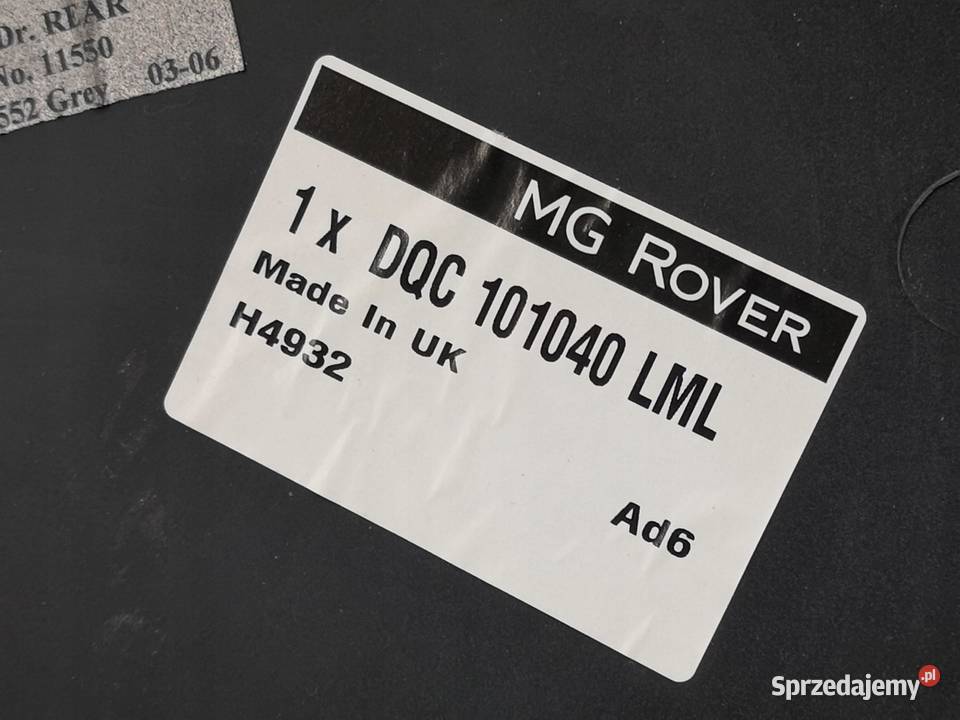 Dr. REAR
No. 11550
552 Grey 03-06
MG ROVER
1 x DQC 101040 LML
Made In UK
H4932
Ad6
Sprzedajemy.pl